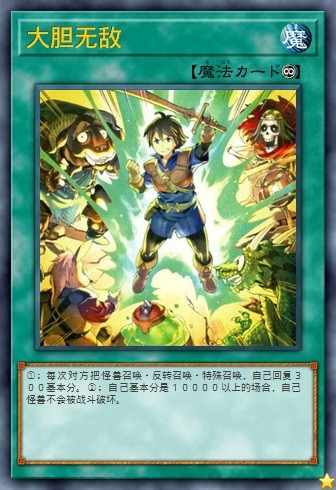 大胆无敌
魔
【魔法カード】
①：每次对方把怪兽召唤·反转召唤·特殊召唤，自己回复３
００基本分。②：自己基本分是１００００以上的场合，自己
怪兽不会被战斗破坏。